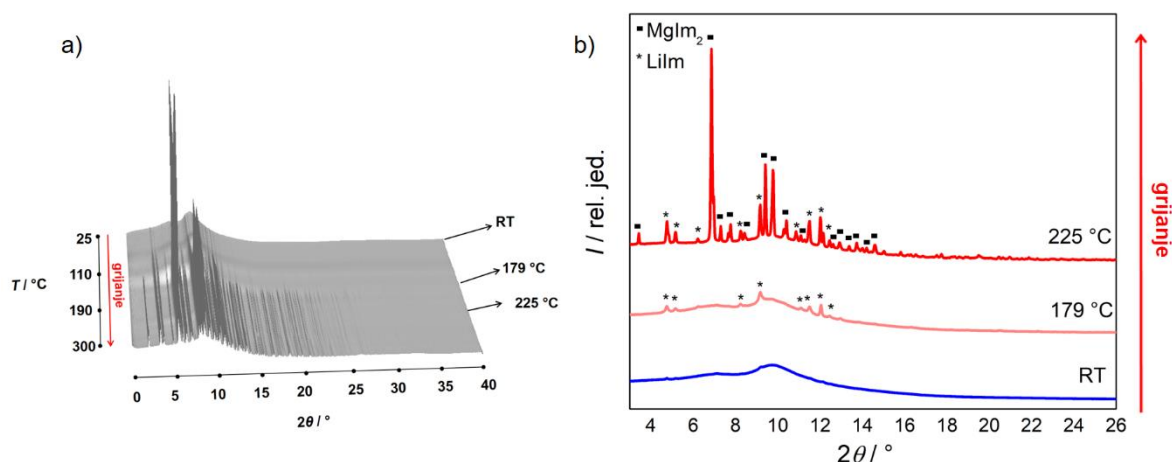 a)
RT
25
179 °C
110
T / °C
grijanje
225 °C
190
300
0 5 10 15 20 25 30 35 40
2θ / °
b)
MgIm₂
* LiIm
I / rel. jed.
225 °C
179 °C
RT
4 6 8 10 12 14 16 18 20 22 24 26
2θ / °
grijanje